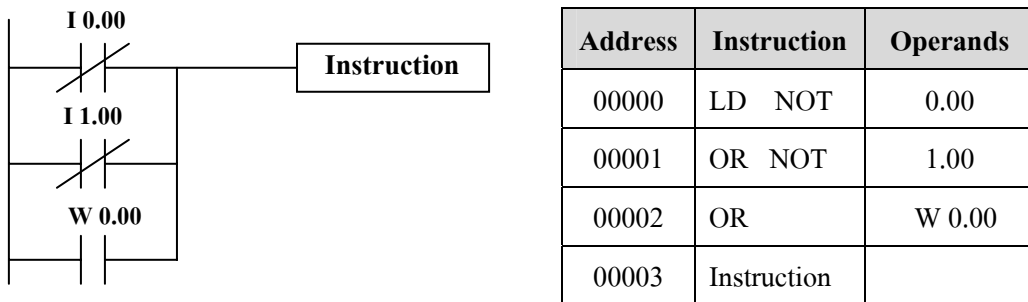 I 0.00
Instruction
I 1.00
W 0.00
Address Instruction Operands
00000 LD NOT 0.00
00001 OR NOT 1.00
00002 OR W 0.00
00003 Instruction